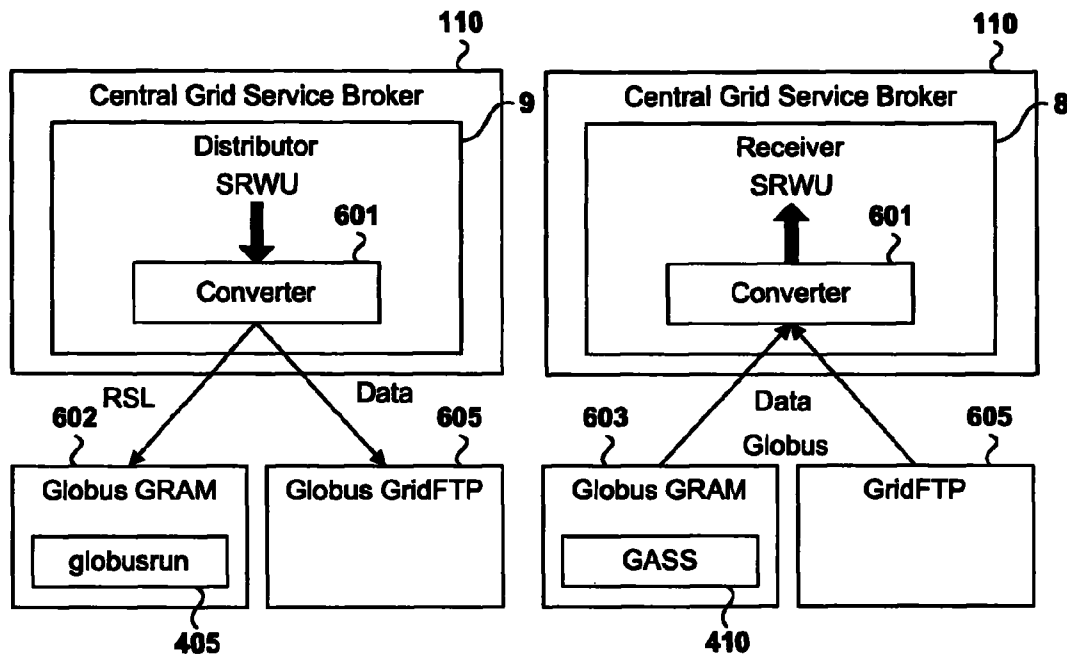 110
Central Grid Service Broker
9
Distributor
SRWU
601
Converter
RSL
Data
602
605
Globus GRAM
globusrun
405
Globus GridFTP
110
Central Grid Service Broker
8
Receiver
SRWU
601
Converter
Data
Globus
603
605
Globus GRAM
GASS
410
GridFTP